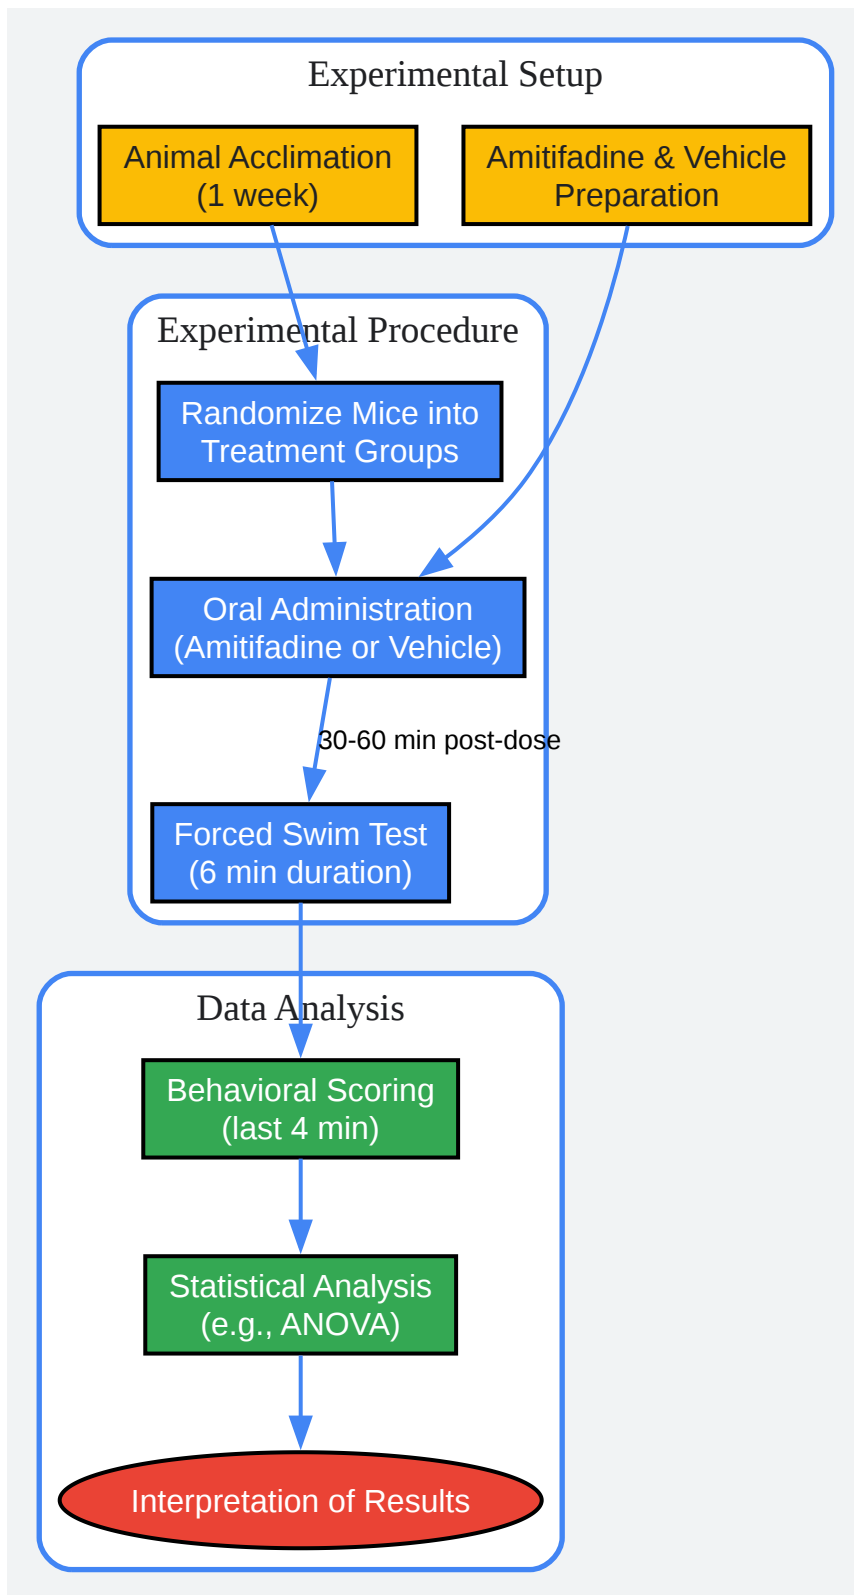 Experimental Setup
Animal Acclimation
(1 week)
Amitifadine & Vehicle
Preparation
Experimental Procedure
Randomize Mice into
Treatment Groups
Oral Administration
(Amitifadine or Vehicle)
30-60 min post-dose
Forced Swim Test
(6 min duration)
Data Analysis
Behavioral Scoring
(last 4 min)
Statistical Analysis
(e.g., ANOVA)
Interpretation of Results